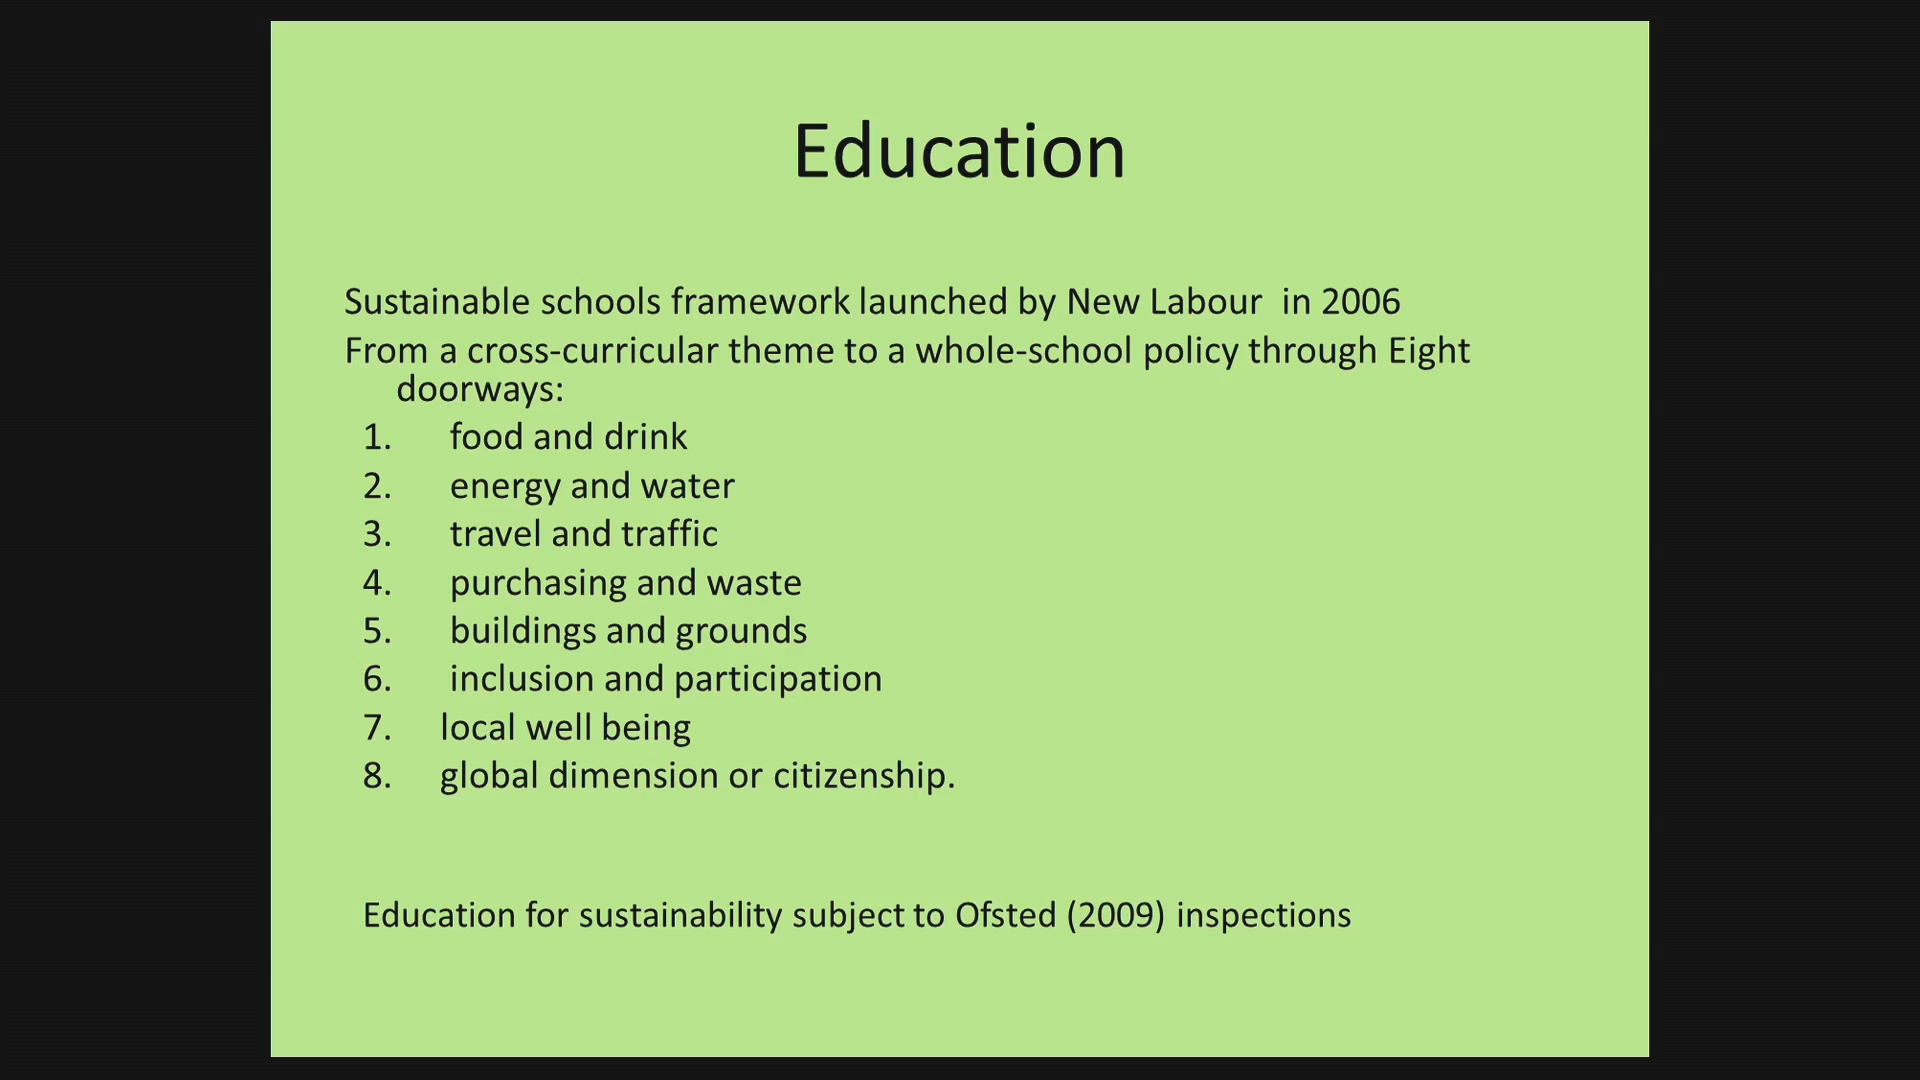 Education
Sustainable schools framework launched by New Labour  in 2006
From a cross-curricular theme to a whole-school policy through Eight
doorways:
1. food and drink
2. energy and water
3. travel and traffic
4. purchasing and waste
5. buildings and grounds
6. inclusion and participation
7. local well being
8. global dimension or citizenship.
Education for sustainability subject to Ofsted (2009) inspections